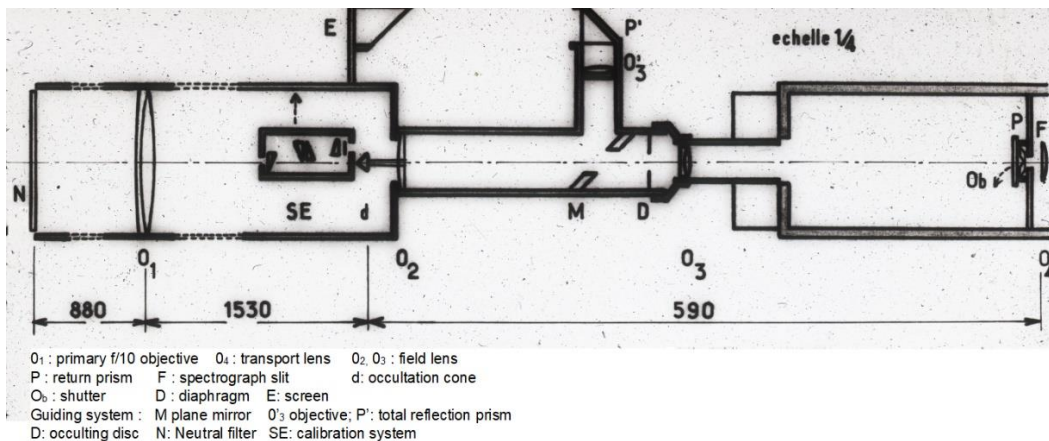 E
P'
echelle 1/4
O'3
P F
N
SE d
Ob
M D
O1 O2 O3
880 1530 590
O1 : primary f/10 objective O4 : transport lens O2, O3 : field lens
P : return prism F : spectrograph slit d: occultation cone
Ob : shutter D : diaphragm E: screen
Guiding system : M plane mirror O'3 objective; P': total reflection prism
D: occulting disc N: Neutral filter SE: calibration system